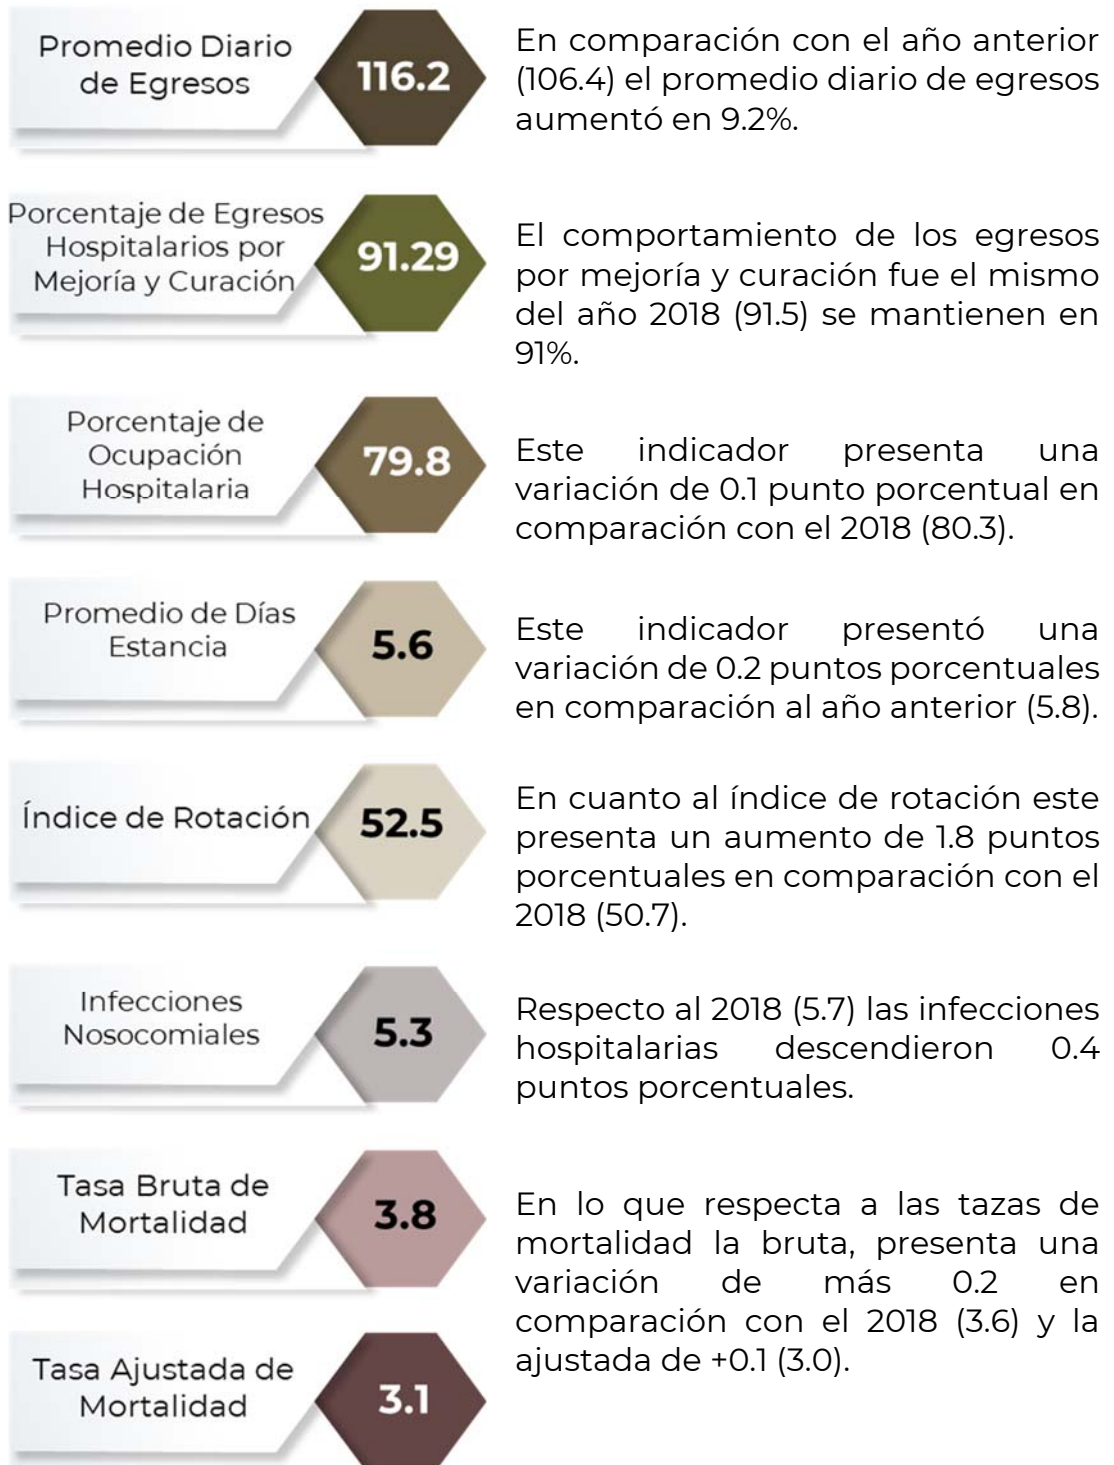 Promedio Diario
de Egresos
116.2
En comparación con el año anterior
(106.4) el promedio diario de egresos
aumentó en 9.2%.
Porcentaje de Egresos
Hospitalarios por
Mejoría y Curación
91.29
El comportamiento de los egresos
por mejoría y curación fue el mismo
del año 2018 (91.5) se mantienen en
91%.
Porcentaje de
Ocupación
Hospitalaria
79.8
Este indicador presenta una
variación de 0.1 punto porcentual en
comparación con el 2018 (80.3).
Promedio de Días
Estancia
5.6
Este indicador presentó una
variación de 0.2 puntos porcentuales
en comparación al año anterior (5.8).
Índice de Rotación
52.5
En cuanto al índice de rotación este
presenta un aumento de 1.8 puntos
porcentuales en comparación con el
2018 (50.7).
Infecciones
Nosocomiales
5.3
Respecto al 2018 (5.7) las infecciones
hospitalarias descendieron 0.4
puntos porcentuales.
Tasa Bruta de
Mortalidad
3.8
En lo que respecta a las tazas de
mortalidad la bruta, presenta una
variación de más 0.2 en
comparación con el 2018 (3.6) y la
ajustada de +0.1 (3.0).
Tasa Ajustada de
Mortalidad
3.1